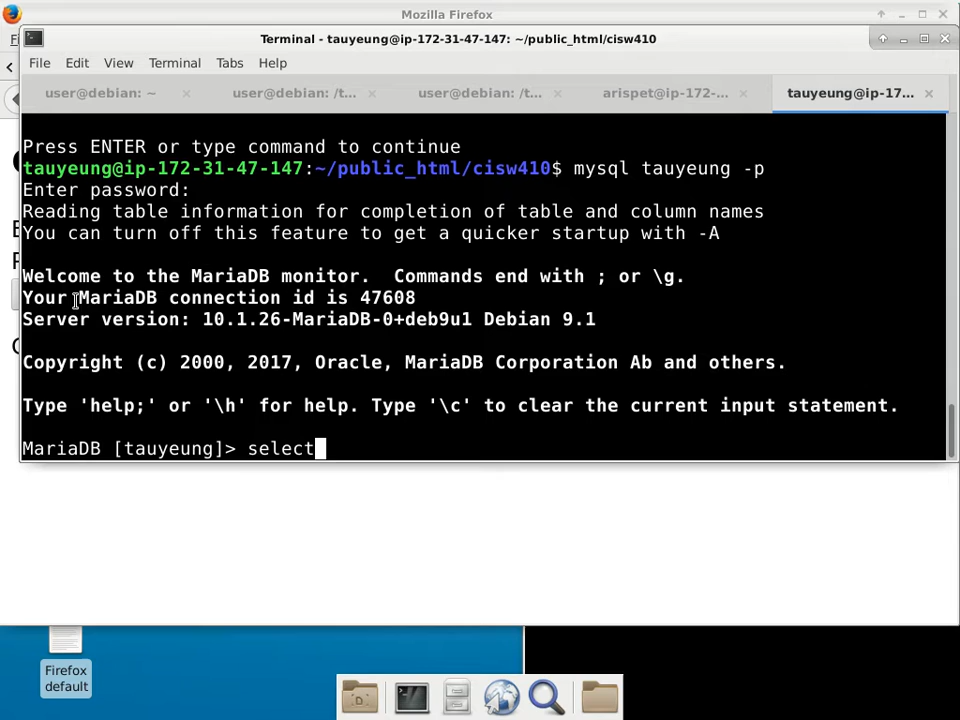 Mozilla Firefox
Terminal - tauyeung@ip-172-31-47-147: ~/public_html/cisw410
File Edit View Terminal Tabs Help
user@debian: ~
user@debian: /t...
user@debian: /t...
arispet@ip-172-...
tauyeung@ip-17...
Press ENTER or type command to continue
tauyeung@ip-172-31-47-147:~/public_html/cisw410$ mysql tauyeung -p
Enter password:
Reading table information for completion of table and column names
You can turn off this feature to get a quicker startup with -A
Welcome to the MariaDB monitor.  Commands end with ; or \g.
Your MariaDB connection id is 47608
Server version: 10.1.26-MariaDB-0+deb9u1 Debian 9.1
Copyright (c) 2000, 2017, Oracle, MariaDB Corporation Ab and others.
Type 'help;' or '\h' for help. Type '\c' to clear the current input statement.
MariaDB [tauyeung]> select
Firefox
default